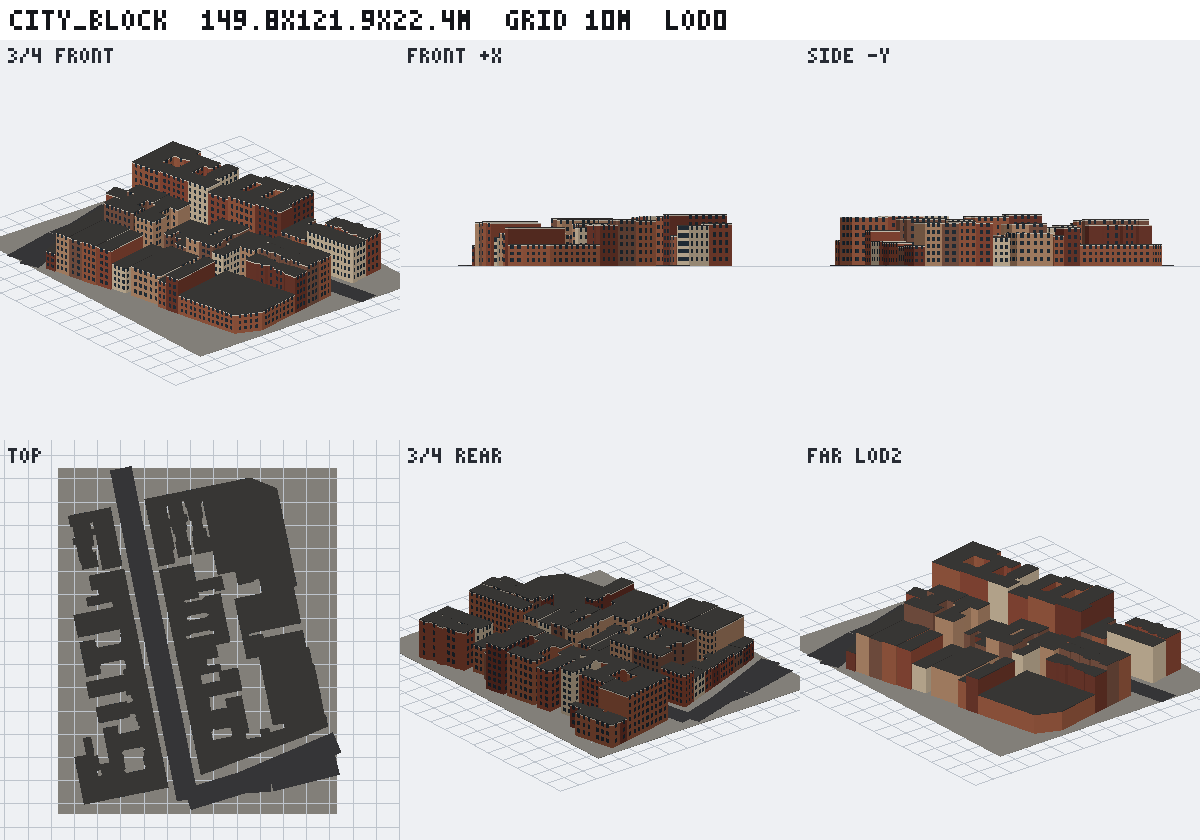 CITY_BLOCK 149.8X121.9X22.4M GRID 10M LOD0
3/4 FRONT
FRONT +X
SIDE -Y
TOP
3/4 REAR
FAR LOD2